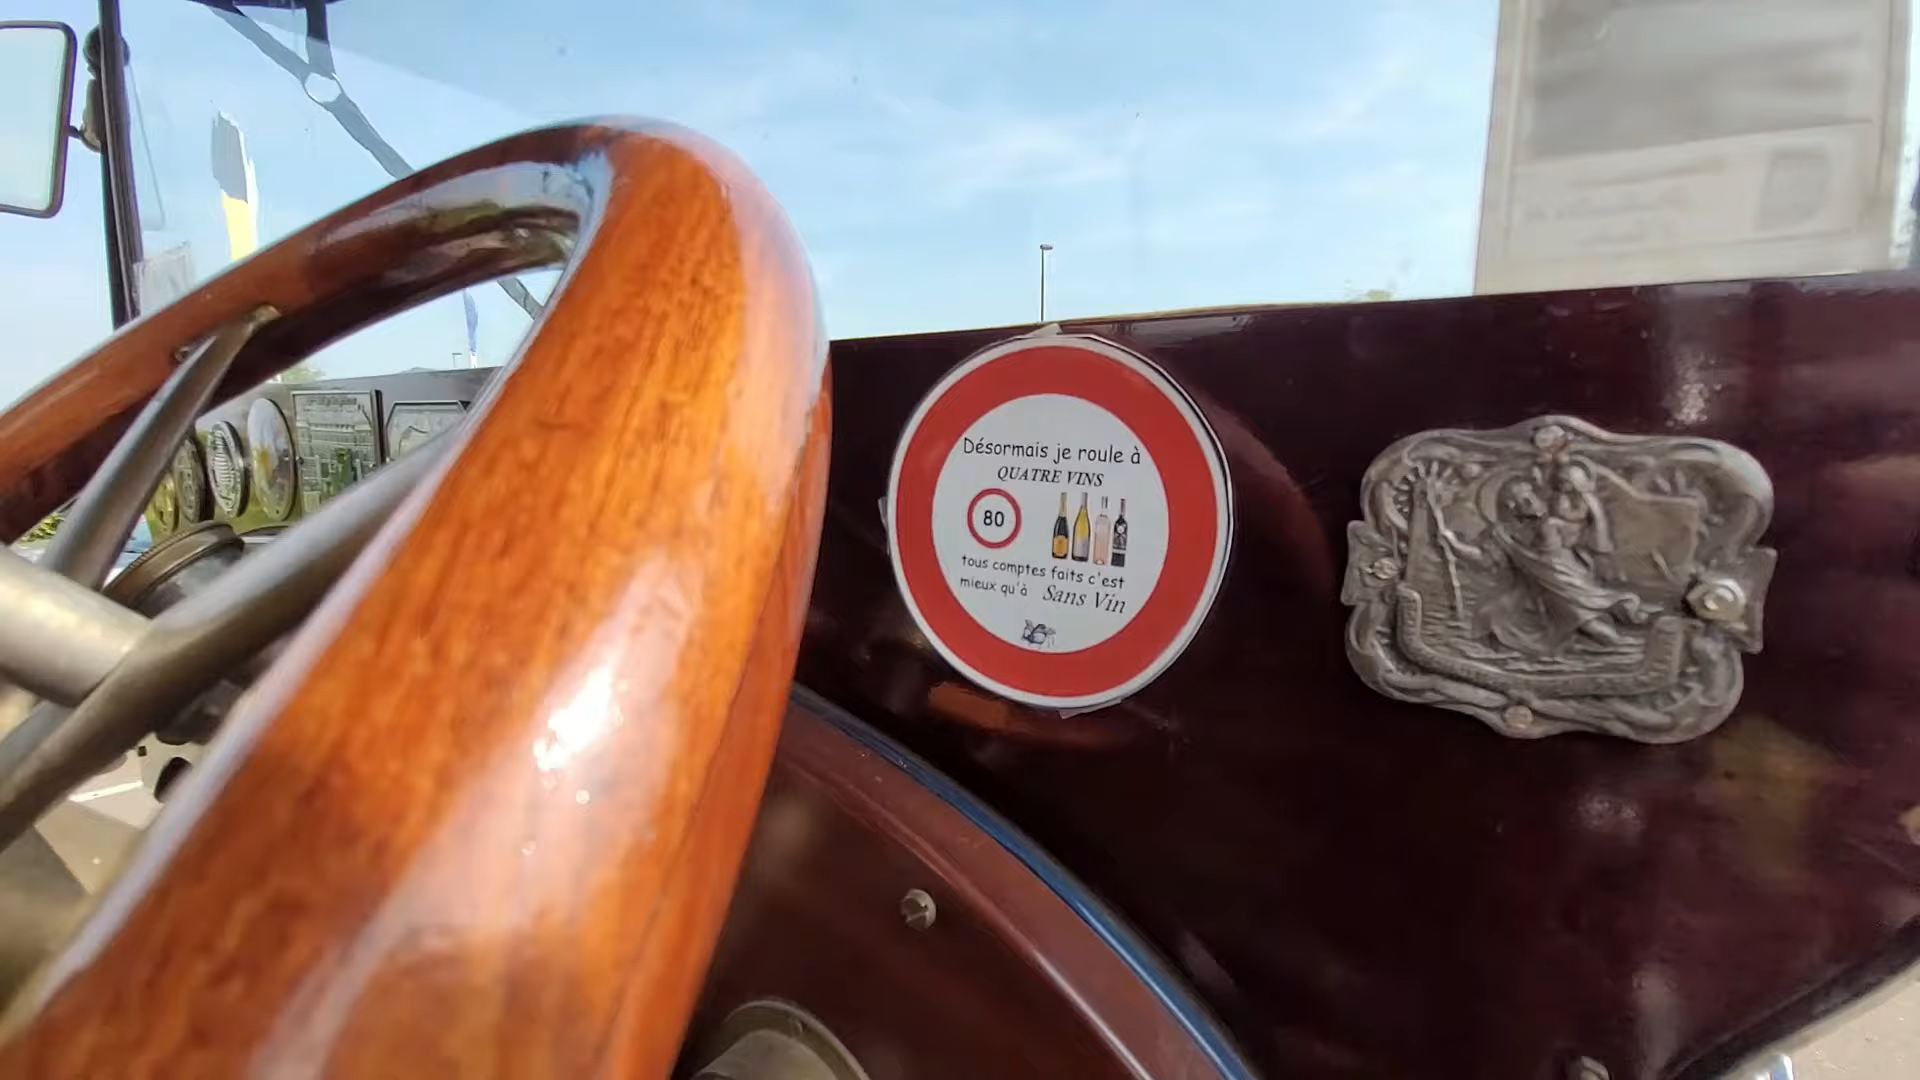 Désormais je roule à
QUATRE VINS
80
tous comptes faits c'est
mieux qu'à Sans Vin